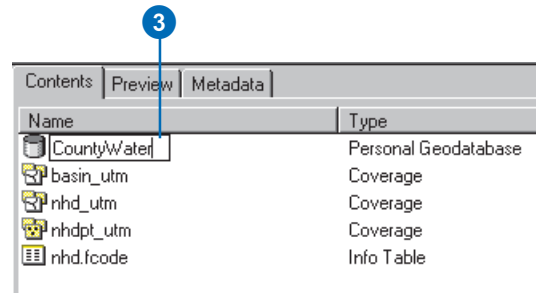 3
Contents Preview Metadata
Name Type
CountyWater Personal Geodatabase
basin_utm Coverage
nhd_utm Coverage
nhdpt_utm Coverage
nhd.fcode Info Table